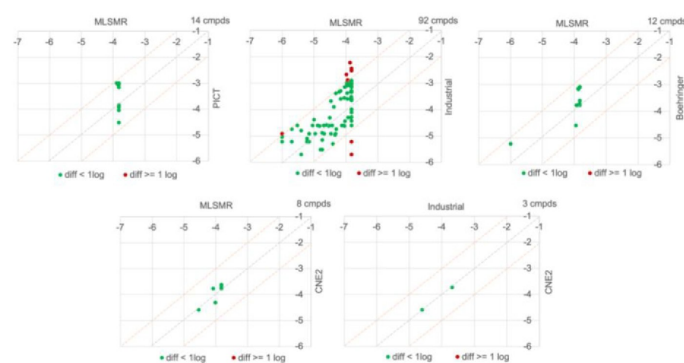 MLSMR 14 cmpds
-7 -6 -5 -4 -3 -2 -1
-1
-2
-3
-4
-5
-6
PICT
diff < 1log diff >= 1 log
MLSMR 92 cmpds
-7 -6 -5 -4 -3 -2 -1
-1
-2
-3
-4
-5
-6
Industrial
diff < 1log diff >= 1 log
MLSMR 12 cmpds
-7 -6 -5 -4 -3 -2 -1
-1
-2
-3
-4
-5
-6
Boehringer
diff < 1log diff >= 1 log
MLSMR 8 cmpds
-7 -6 -5 -4 -3 -2 -1
-1
-2
-3
-4
-5
-6
CNE2
diff < 1log diff >= 1 log
Industrial 3 cmpds
-7 -6 -5 -4 -3 -2 -1
-1
-2
-3
-4
-5
-6
CNE2
diff < 1log diff >= 1 log